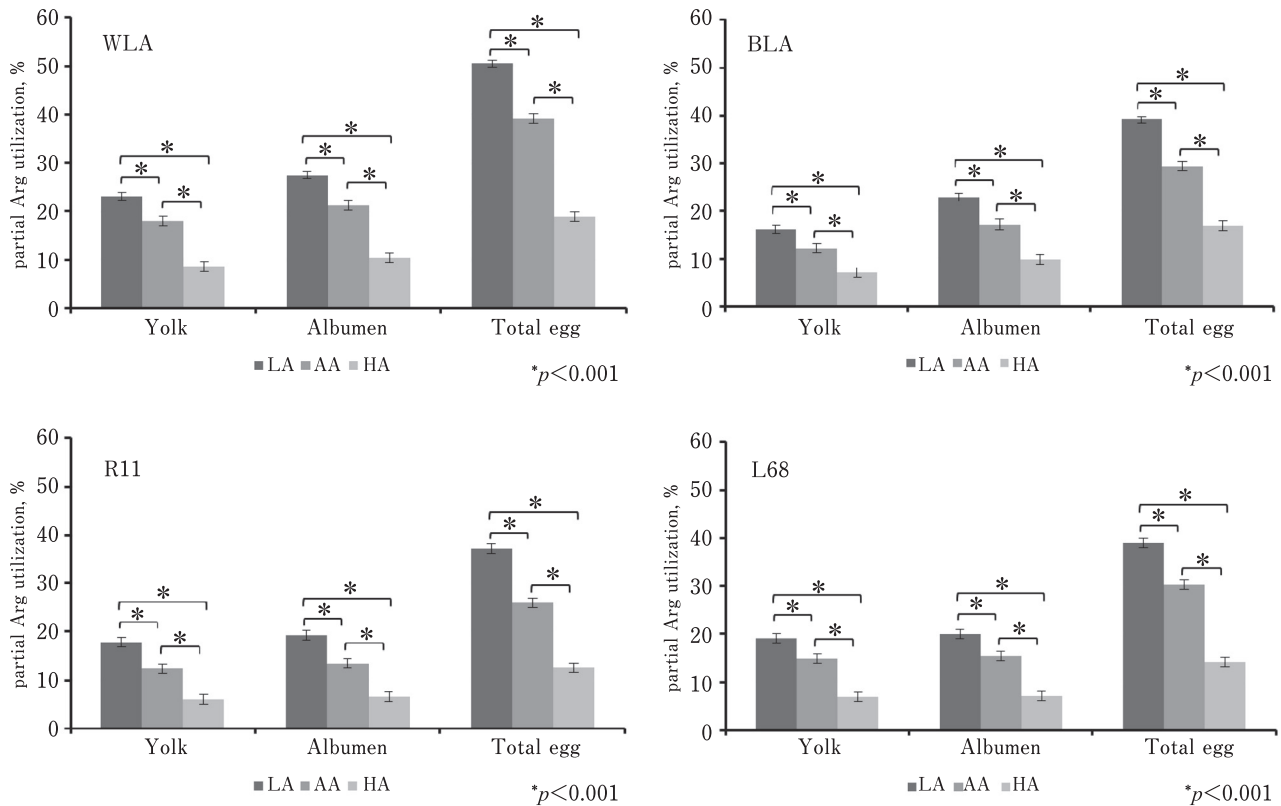 WLA
partial Arg utilization, %
60
50
40
30
20
10
0
* * *
* * *
* * *
Yolk Albumen Total egg
LA AA HA
*p<0.001
BLA
partial Arg utilization, %
60
50
40
30
20
10
0
* * *
* * *
* * *
Yolk Albumen Total egg
LA AA HA
*p<0.001
R11
partial Arg utilization, %
60
50
40
30
20
10
0
* * *
* * *
* * *
Yolk Albumen Total egg
LA AA HA
*p<0.001
L68
partial Arg utilization, %
60
50
40
30
20
10
0
* * *
* * *
* * *
Yolk Albumen Total egg
LA AA HA
*p<0.001